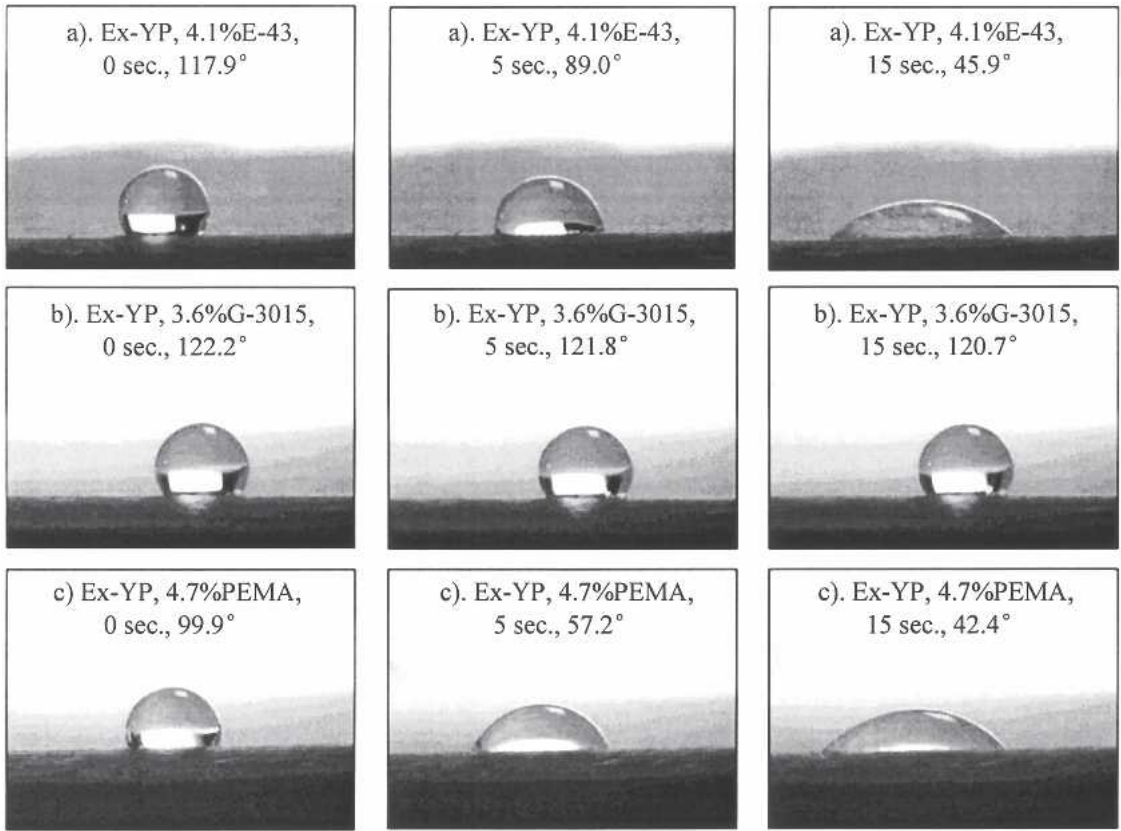 a). Ex-YP, 4.1%E-43,
0 sec., 117.9°
a). Ex-YP, 4.1%E-43,
5 sec., 89.0°
a). Ex-YP, 4.1%E-43,
15 sec., 45.9°
b). Ex-YP, 3.6%G-3015,
0 sec., 122.2°
b). Ex-YP, 3.6%G-3015,
5 sec., 121.8°
b). Ex-YP, 3.6%G-3015,
15 sec., 120.7°
c) Ex-YP, 4.7%PEMA,
0 sec., 99.9°
c). Ex-YP, 4.7%PEMA,
5 sec., 57.2°
c). Ex-YP, 4.7%PEMA,
15 sec., 42.4°